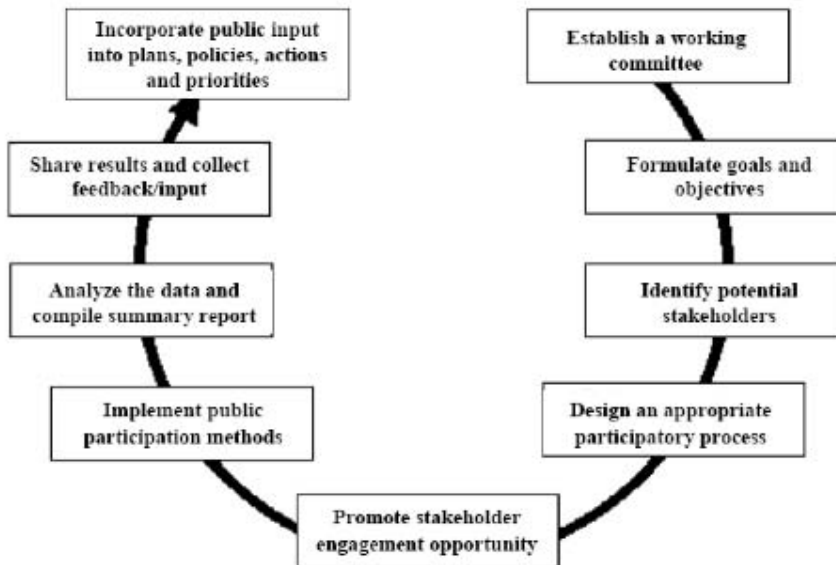 Incorporate public input
into plans, policies, actions
and priorities
Establish a working
committee
Share results and collect
feedback/input
Formulate goals and
objectives
Analyze the data and
compile summary report
Identify potential
stakeholders
Implement public
participation methods
Design an appropriate
participatory process
Promote stakeholder
engagement opportunity